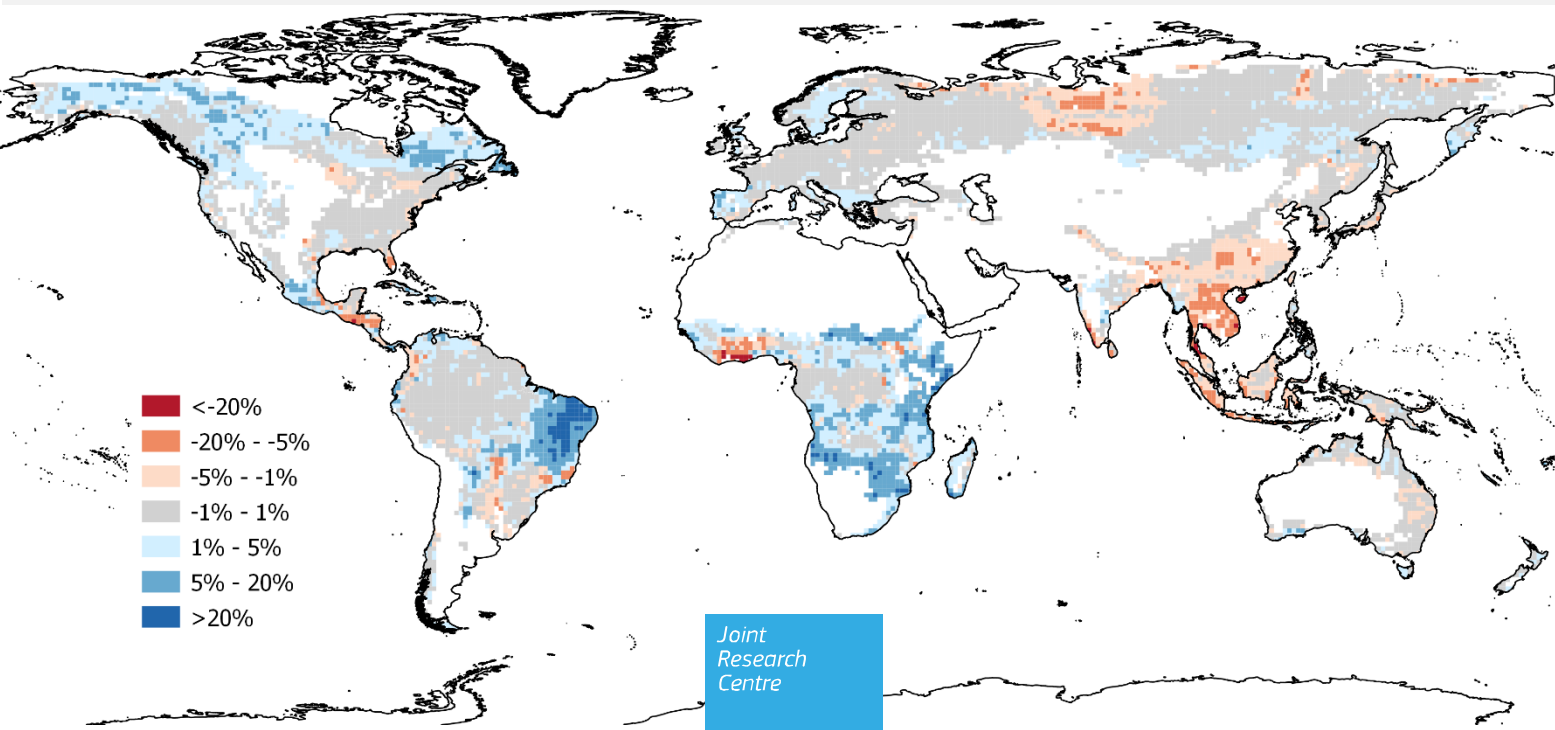 <-20%
-20% - -5%
-5% - -1%
-1% - 1%
1% - 5%
5% - 20%
>20%
Joint
Research
Centre